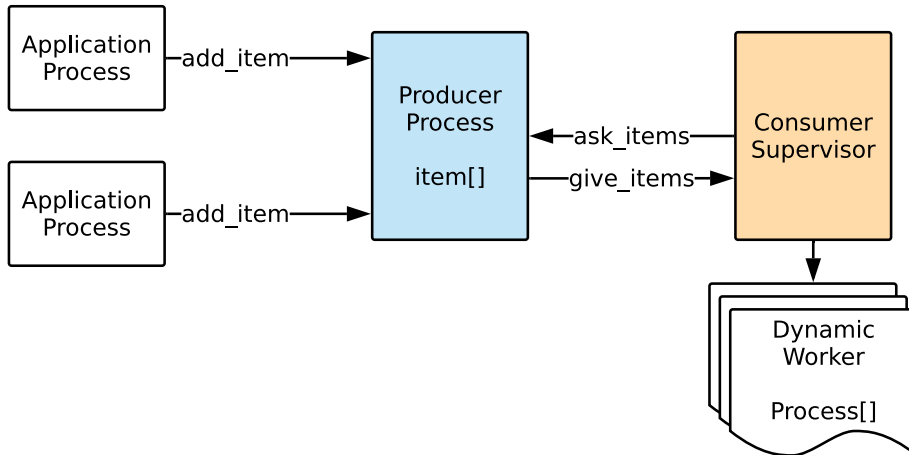 Application
Process
add_item
Producer
Process
item[]
ask_items
give_items
Consumer
Supervisor
Application
Process
add_item
Dynamic
Worker
Process[]